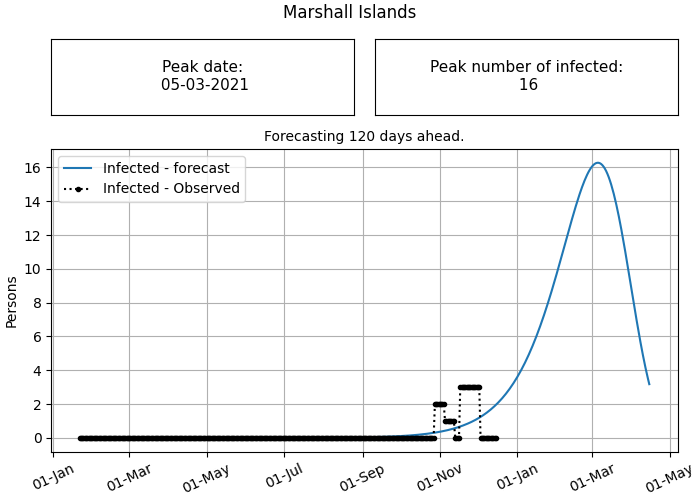 Marshall Islands
Peak date:
05-03-2021
Peak number of infected:
16
Forecasting 120 days ahead.
Infected - forecast
Infected - Observed
Persons
16
14
12
10
8
6
4
2
0
01-Jan
01-Mar
01-May
01-Jul
01-Sep
01-Nov
01-Jan
01-Mar
01-May